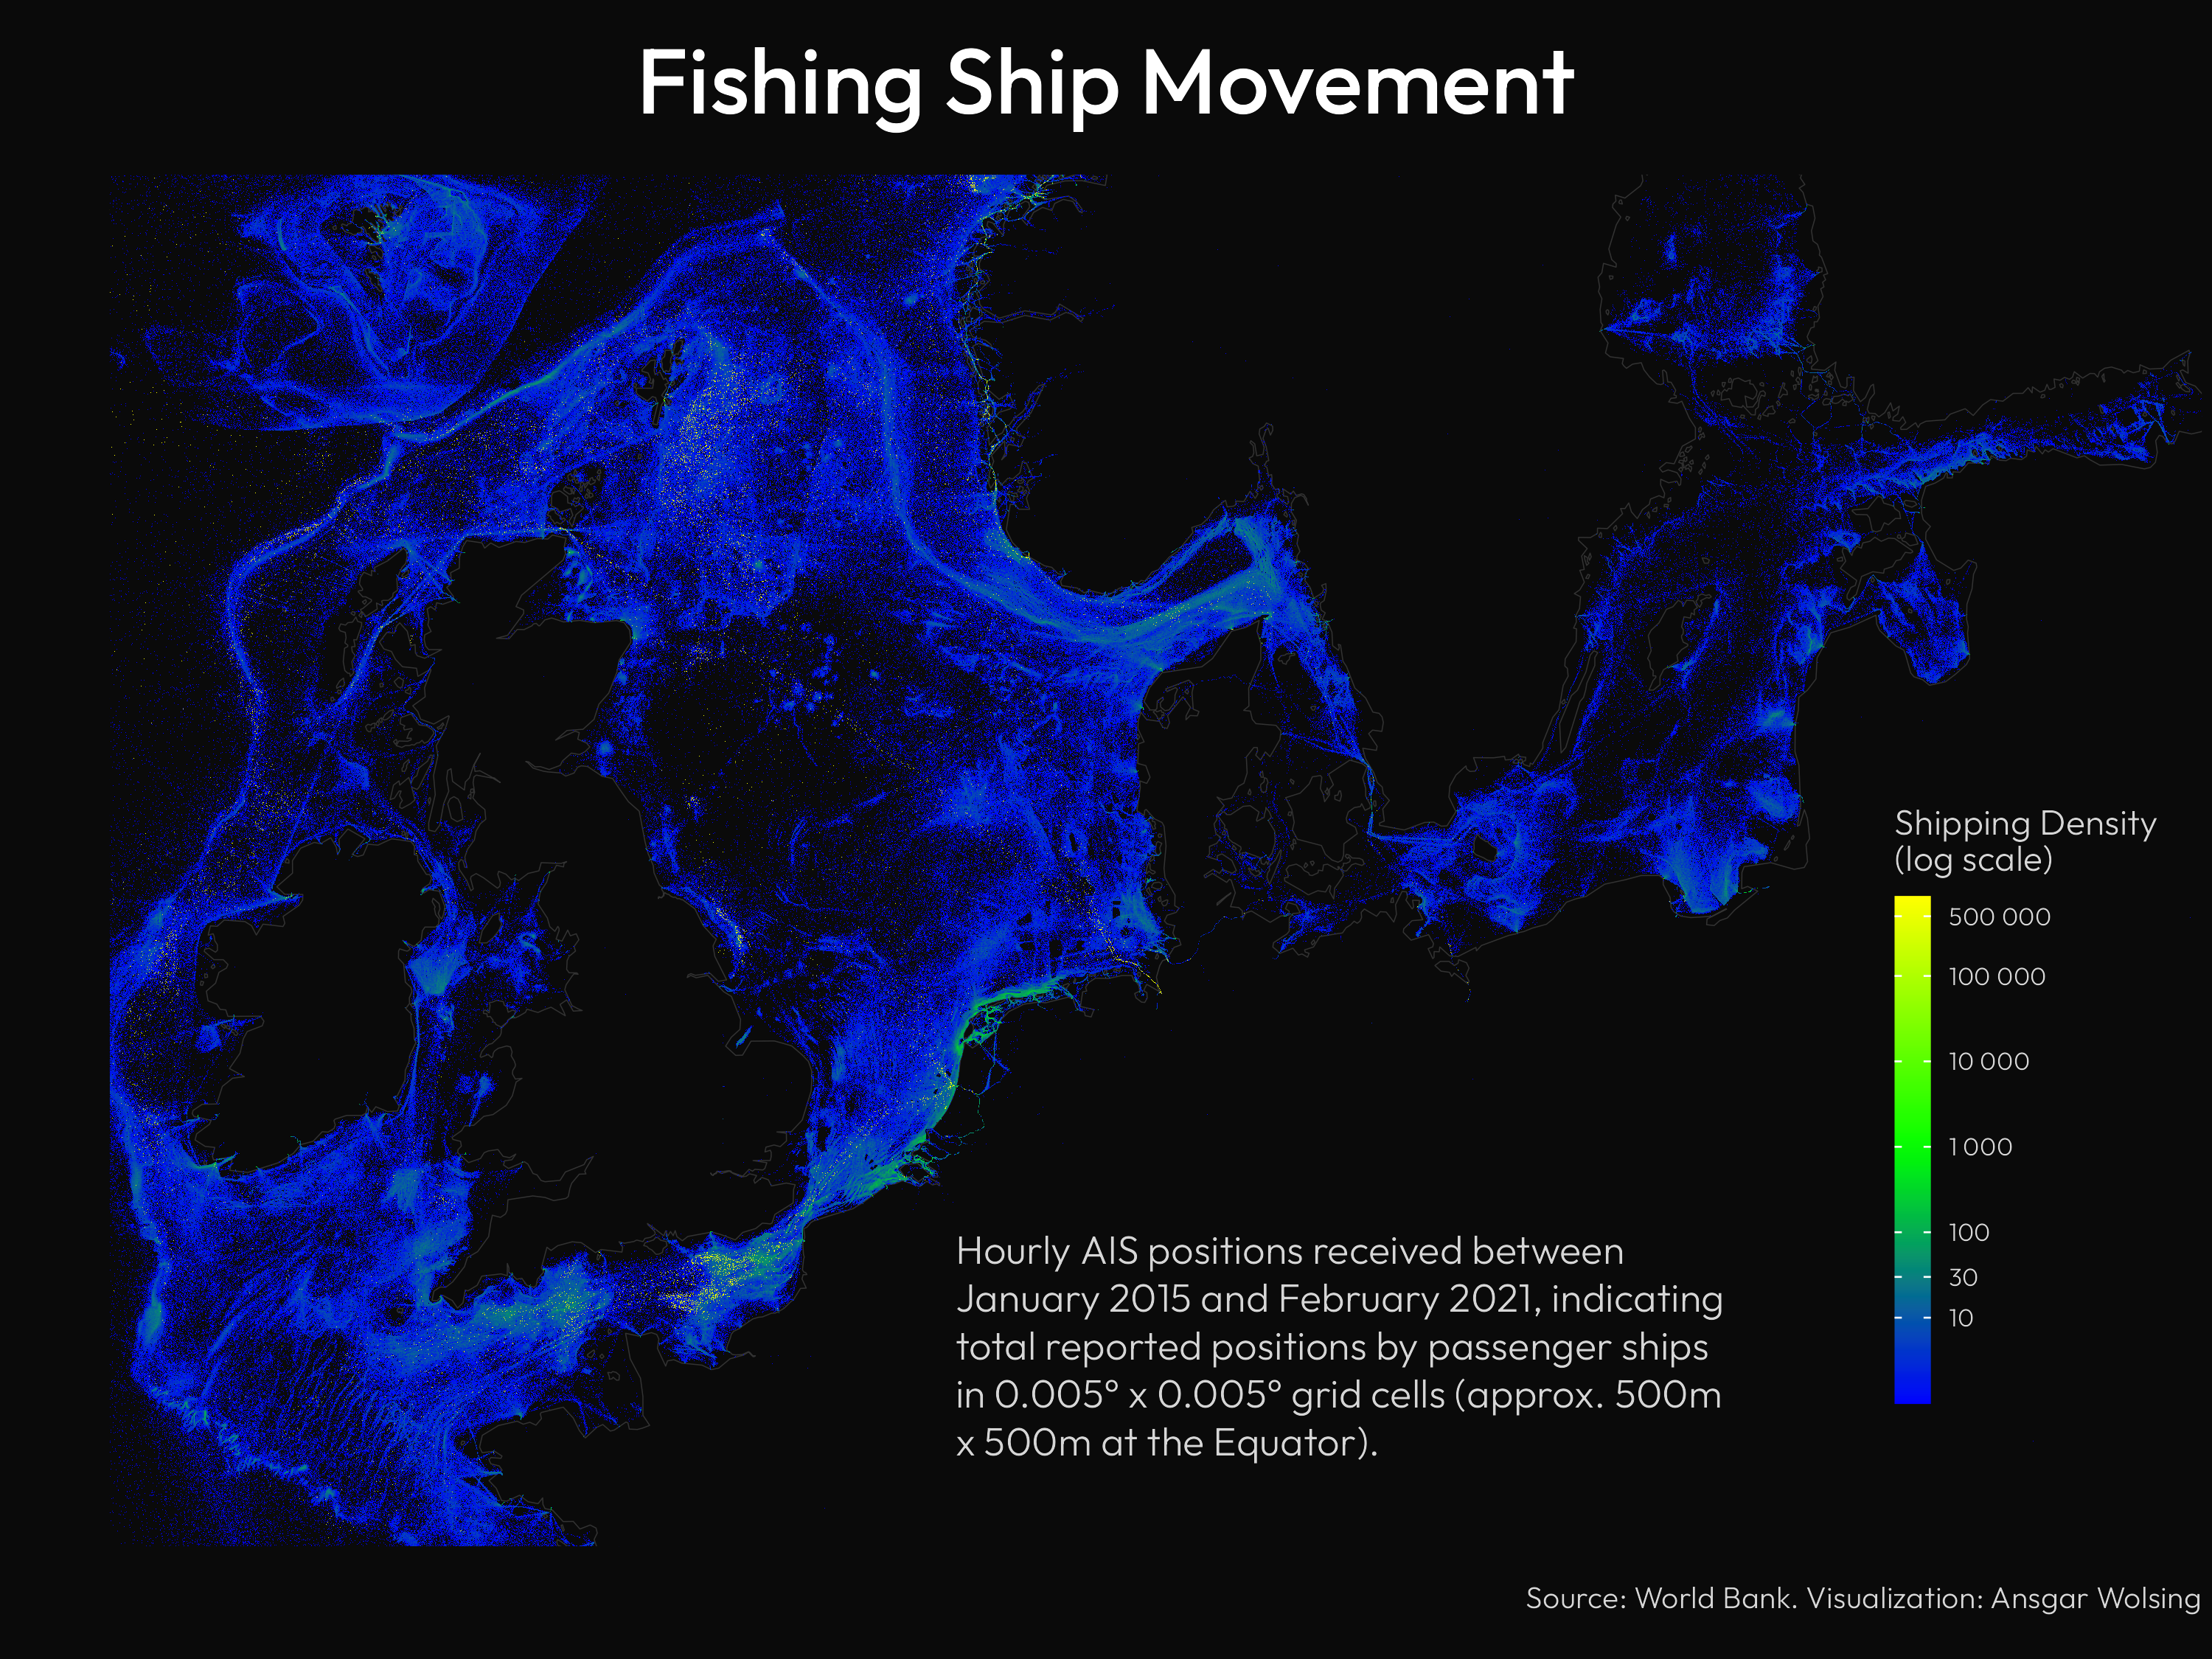 Fishing Ship Movement
Shipping Density
(log scale)
500 000
100 000
10 000
1 000
100
30
10
Hourly AIS positions received between
January 2015 and February 2021, indicating
total reported positions by passenger ships
in 0.005° x 0.005° grid cells (approx. 500m
x 500m at the Equator).
Source: World Bank. Visualization: Ansgar Wolsing